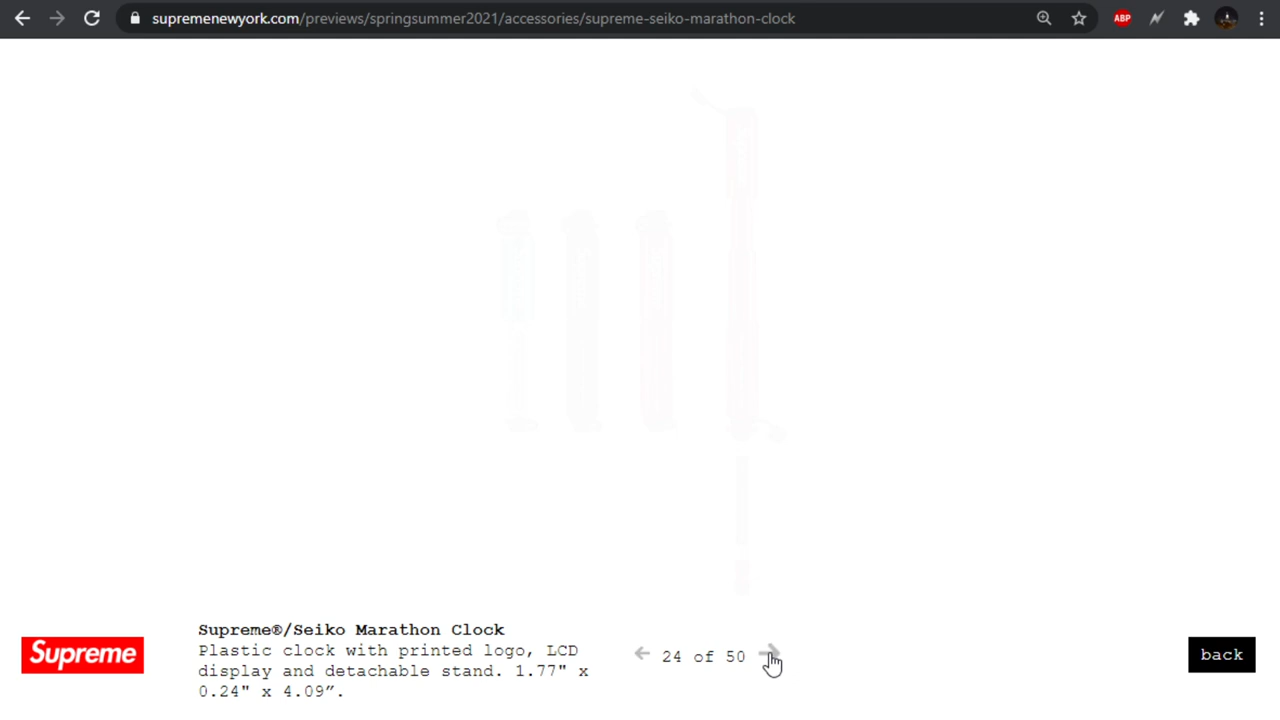 supremenewyork.com/previews/springsummer2021/accessories/supreme-seiko-marathon-clock
ABP
Supreme®/Seiko Marathon Clock
Plastic clock with printed logo, LCD
display and detachable stand. 1.77" x
0.24" x 4.09”.
Supreme
24 of 50
back